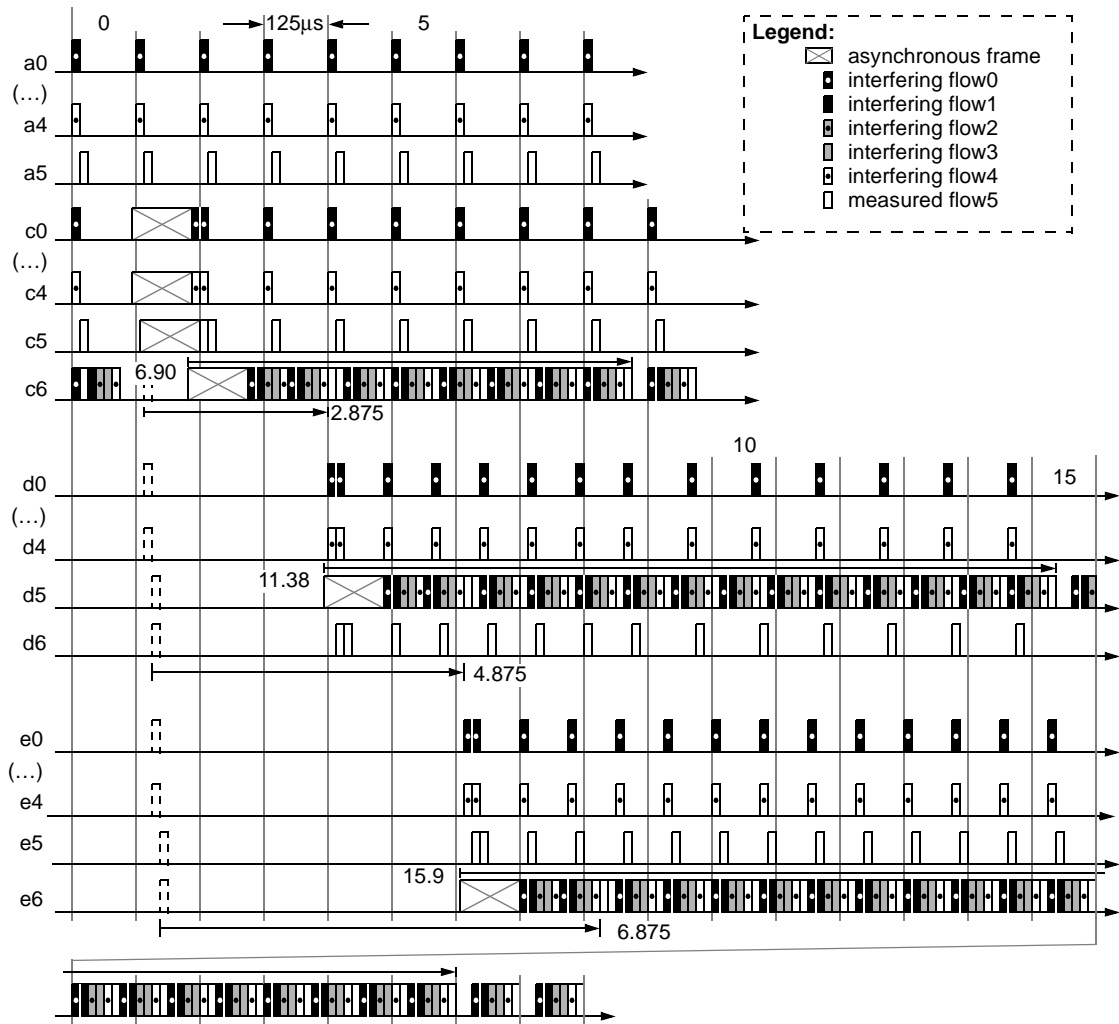 0
125μs
5
Legend:
asynchronous frame
interfering flow0
interfering flow1
interfering flow2
interfering flow3
interfering flow4
measured flow5
a0
(...)
a4
a5
c0
(...)
c4
c5
6.90
c6
2.875
10
d0
15
(...)
d4
11.38
d5
d6
4.875
e0
(...)
e4
e5
15.9
e6
6.875